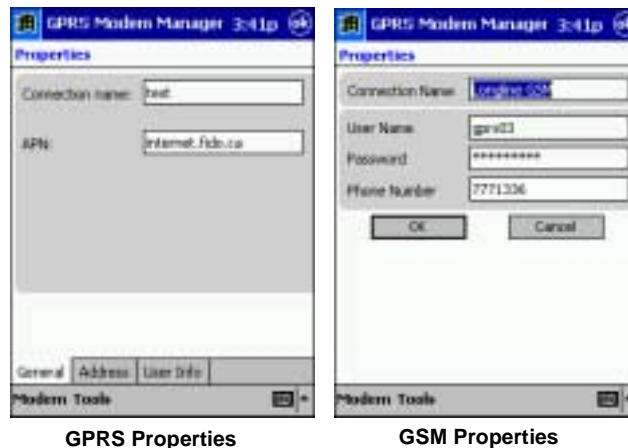 GPRS Modem Manager 3:41p ok
Properties
Connection name: test
APN: internet.fido.ca
General Address User Info
Modem Tools
GPRS Properties
GPRS Modem Manager 3:41p ok
Properties
Connection Name GSM
User Name gprs03
Password *********
Phone Number 7771336
OK Cancel
Modem Tools
GSM Properties